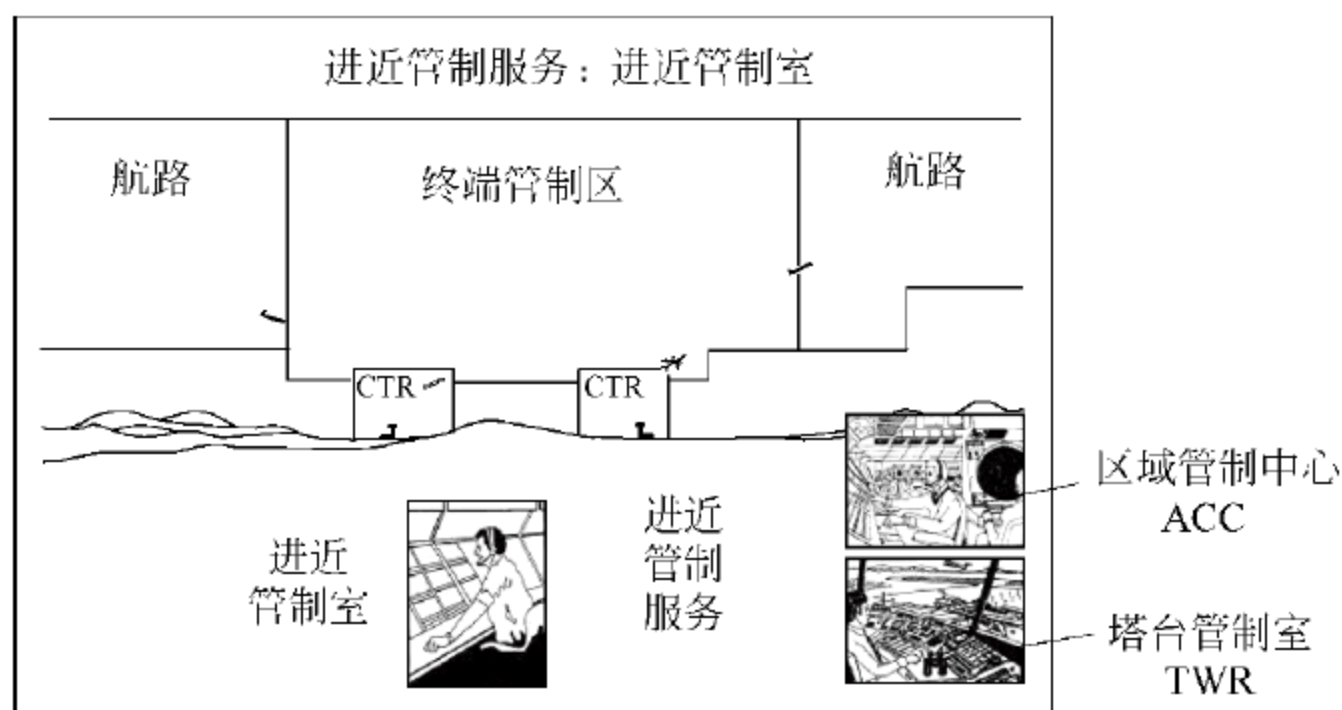 进近管制服务：进近管制室
航路
终端管制区
航路
CTR
CTR
进近
管制室
进近
管制
服务
区域管制中心
ACC
塔台管制室
TWR